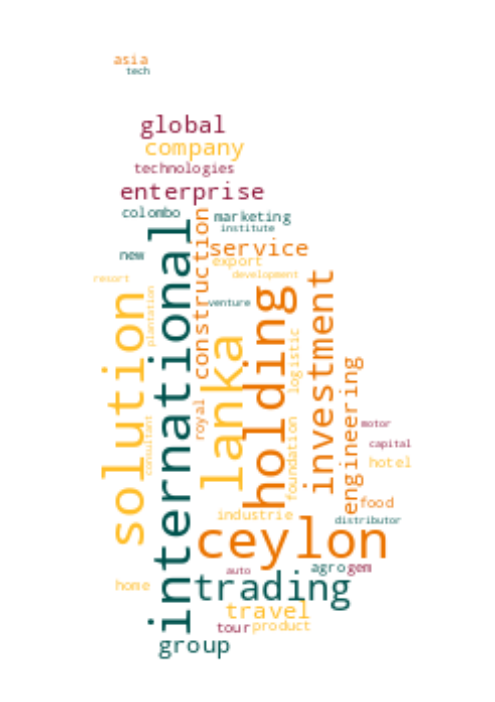 asia
tech
global
company
technologies
enterprise
colombo
marketing
institute
construction
international
service
new
export
development
resort
plantation
venture
holding
investment
solution
lanka
logistic
engineering
royal
consultant
foundation
motor
capital
hotel
food
industrie
distributor
ceylon
auto
agro
gem
trading
home
travel
tour
product
group